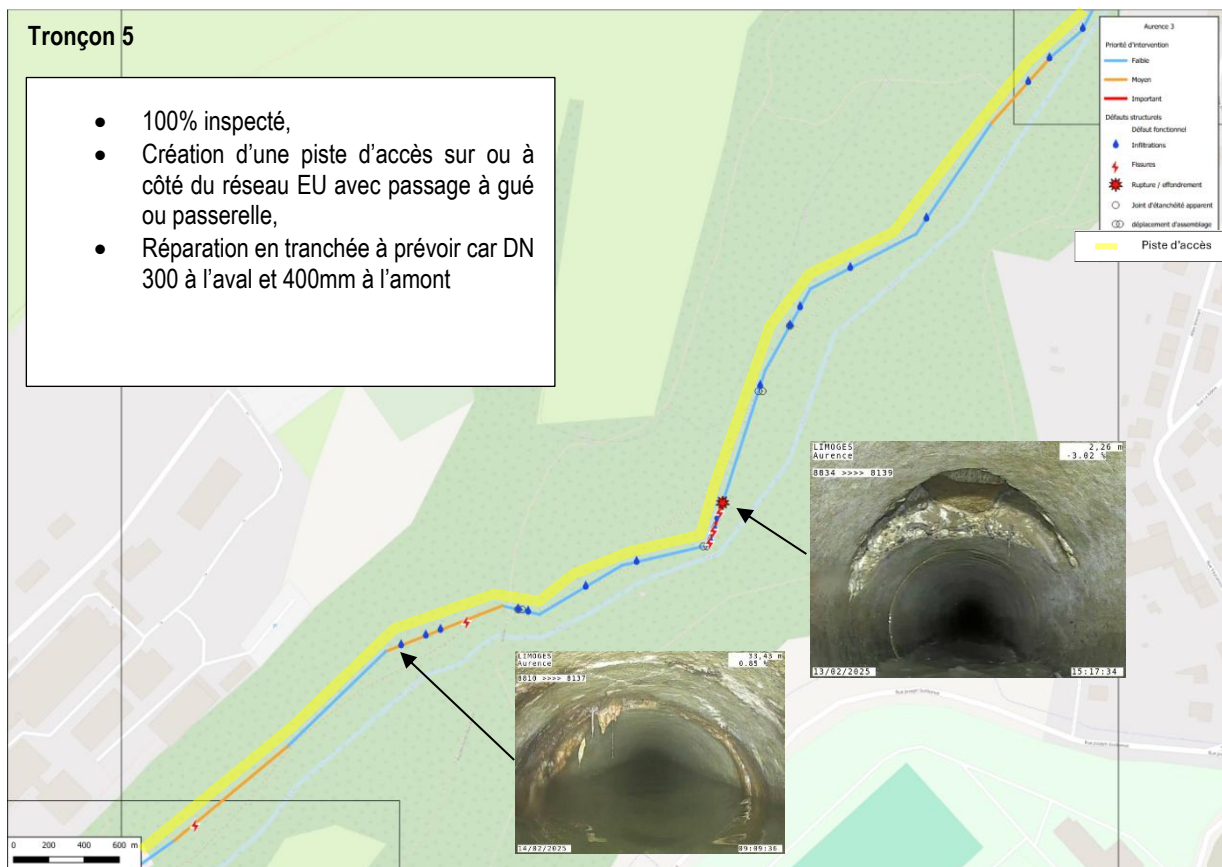 Tronçon 5
• 100% inspecté,
• Création d'une piste d'accès sur ou à
côté du réseau EU avec passage à gué
ou passerelle,
• Réparation en tranchée à prévoir car DN
300 à l'aval et 400mm à l'amont
Aurence 3
Priorité d'intervention
Faible
Moyen
Important
Défauts structurels
Défaut fonctionnel
Infiltrations
Fissures
Rupture / effondrement
Joint d'étanchéité apparent
déplacement d'assemblage
Piste d'accès
LIMOGES
Aurence
2,26 m
-3.02 %
8834 >>>> 8139
13/02/2025
15:17:34
LIMOGES
Aurence
33,43 m
0.85 %
8810 >>>> 8137
14/02/2025
09:09:36
0 200 400 600 m